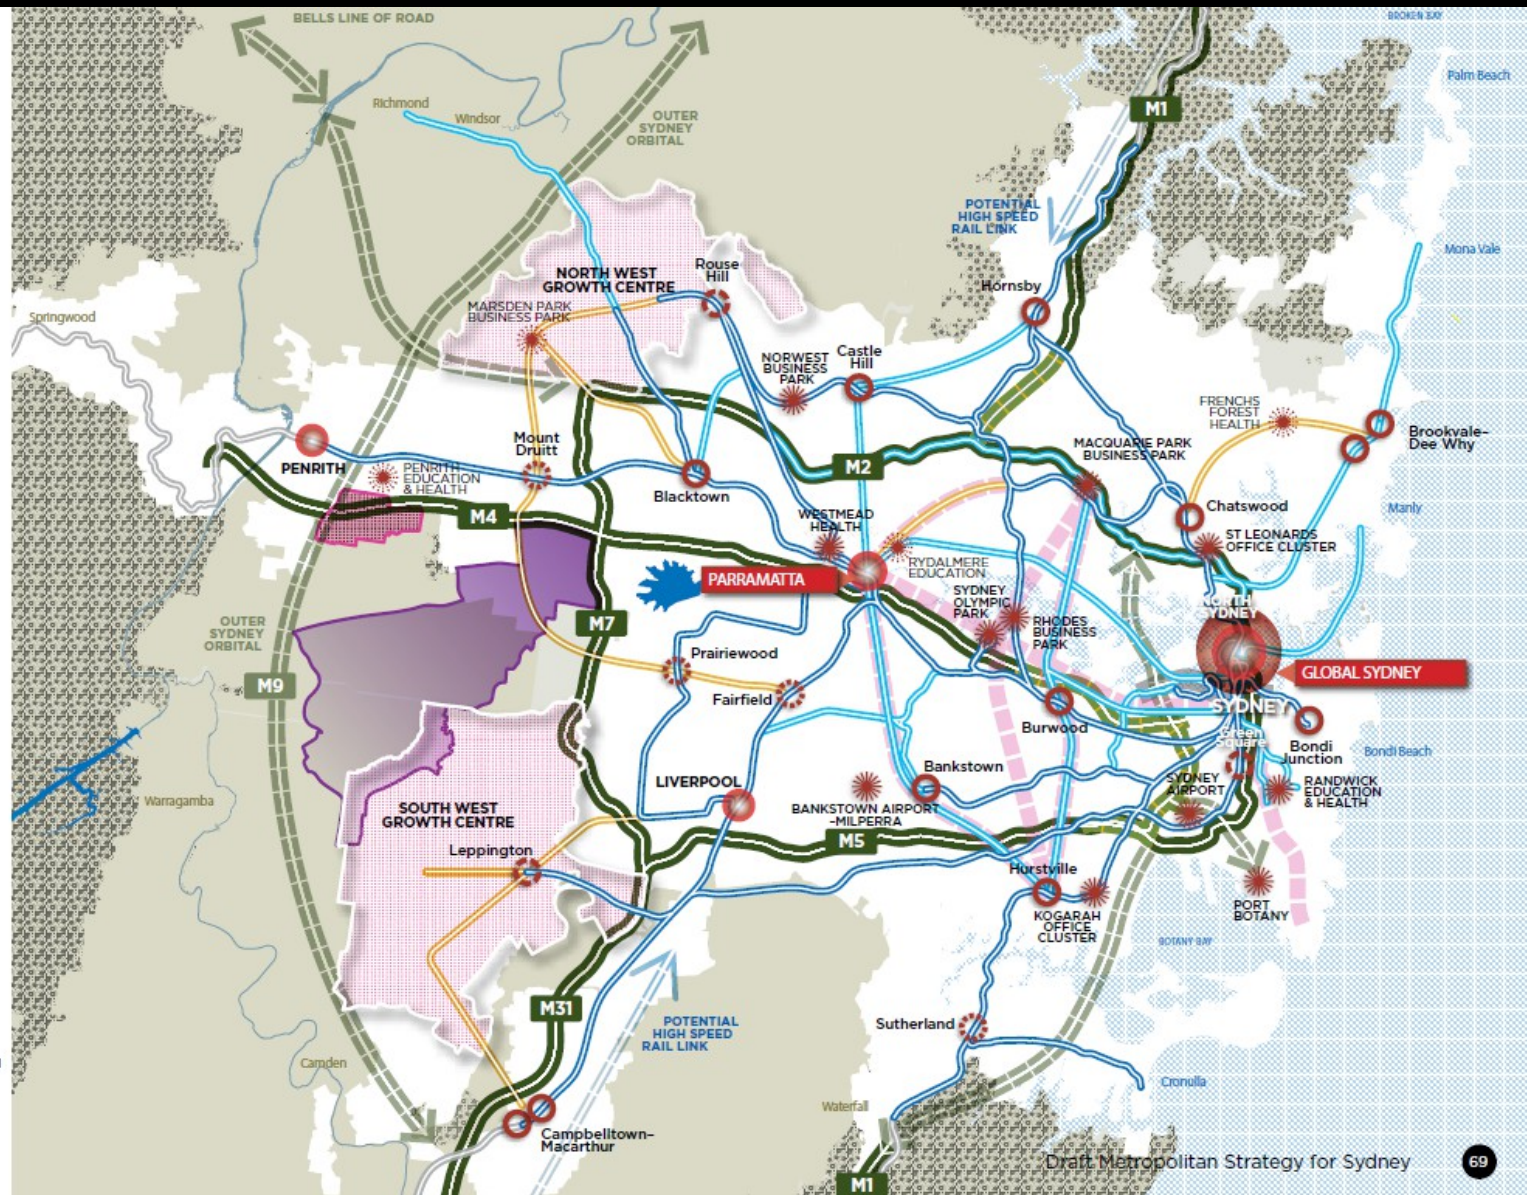 BROKEN BAY
BELLS LINE OF ROAD
Palm Beach
Richmond
Windsor
OUTER
SYDNEY
ORBITAL
M1
POTENTIAL
HIGH SPEED
RAIL LINK
Mona Vale
NORTH WEST
GROWTH CENTRE
Rouse
Hill
Hornsby
MARSDEN PARK
BUSINESS PARK
Springwood
NORWEST
BUSINESS
PARK
Castle
Hill
FRENCHS
FOREST
HEALTH
Brookvale–
Dee Why
Mount
Druitt
MACQUARIE PARK
BUSINESS PARK
PENRITH
PENRITH
EDUCATION
& HEALTH
M2
Blacktown
Chatswood
Manly
M4
WESTMEAD
HEALTH
ST LEONARDS
OFFICE CLUSTER
RYDALMERE
EDUCATION
PARRAMATTA
SYDNEY
OLYMPIC
PARK
NORTH
SYDNEY
RHODES
BUSINESS
PARK
OUTER
SYDNEY
ORBITAL
M7
Prairiewood
GLOBAL SYDNEY
M9
Fairfield
SYDNEY
Burwood
Green
Square
Bondi
Junction
Bondi Beach
Bankstown
LIVERPOOL
SYDNEY
AIRPORT
RANDWICK
EDUCATION
& HEALTH
Warragamba
SOUTH WEST
GROWTH CENTRE
BANKSTOWN AIRPORT
–MILPERRA
M5
Leppington
Hurstville
PORT
BOTANY
KOGARAH
OFFICE
CLUSTER
BOTANY BAY
M31
POTENTIAL
HIGH SPEED
RAIL LINK
Sutherland
Camden
Cronulla
Waterfall
Campbelltown–
Macarthur
Draft Metropolitan Strategy for Sydney
69
M1